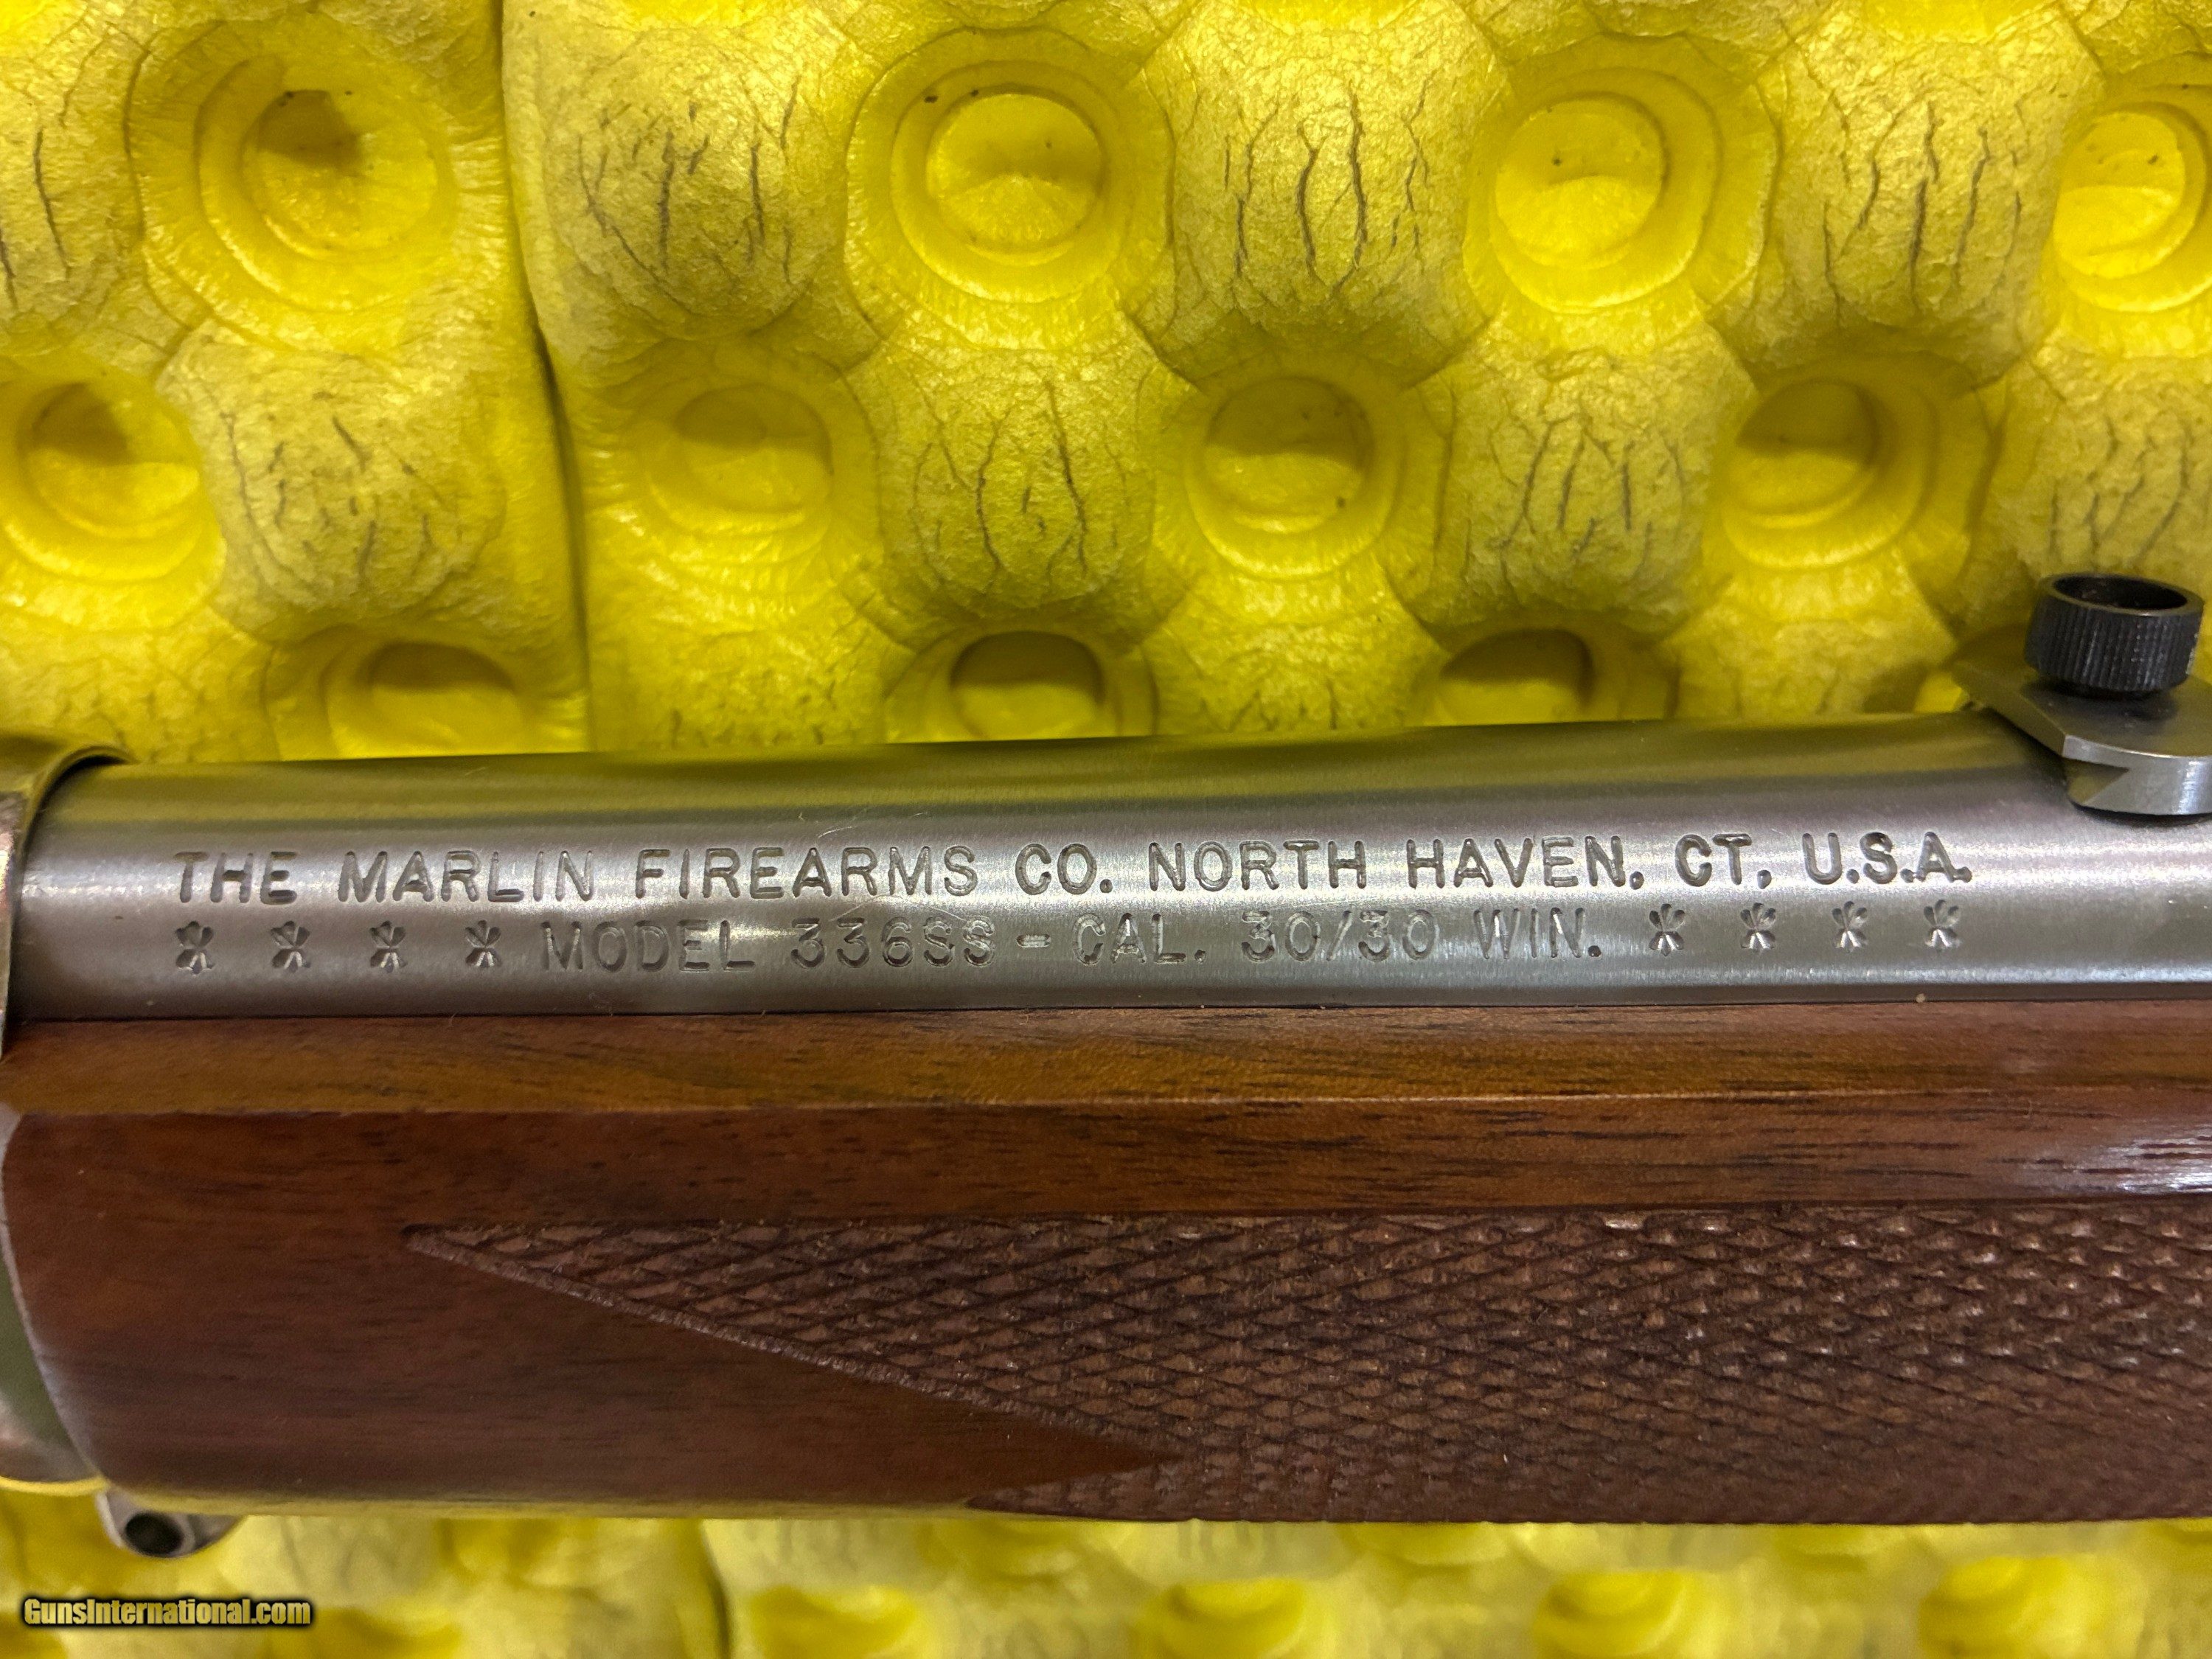 THE MARLIN FIREARMS CO. NORTH HAVEN, CT, U.S.A.
* * * * MODEL 336SS - CAL. 30/30 WIN. * * * *
GunsInternational.com